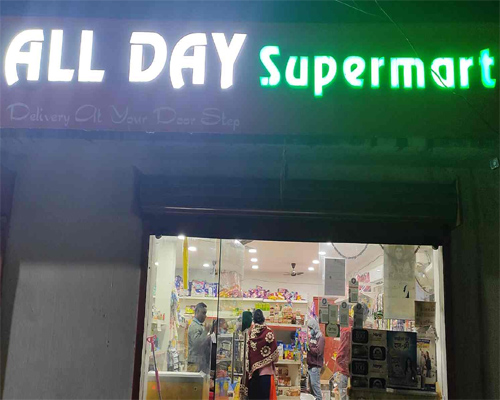 ALL DAY Supermart
Delivery At Your Door Step